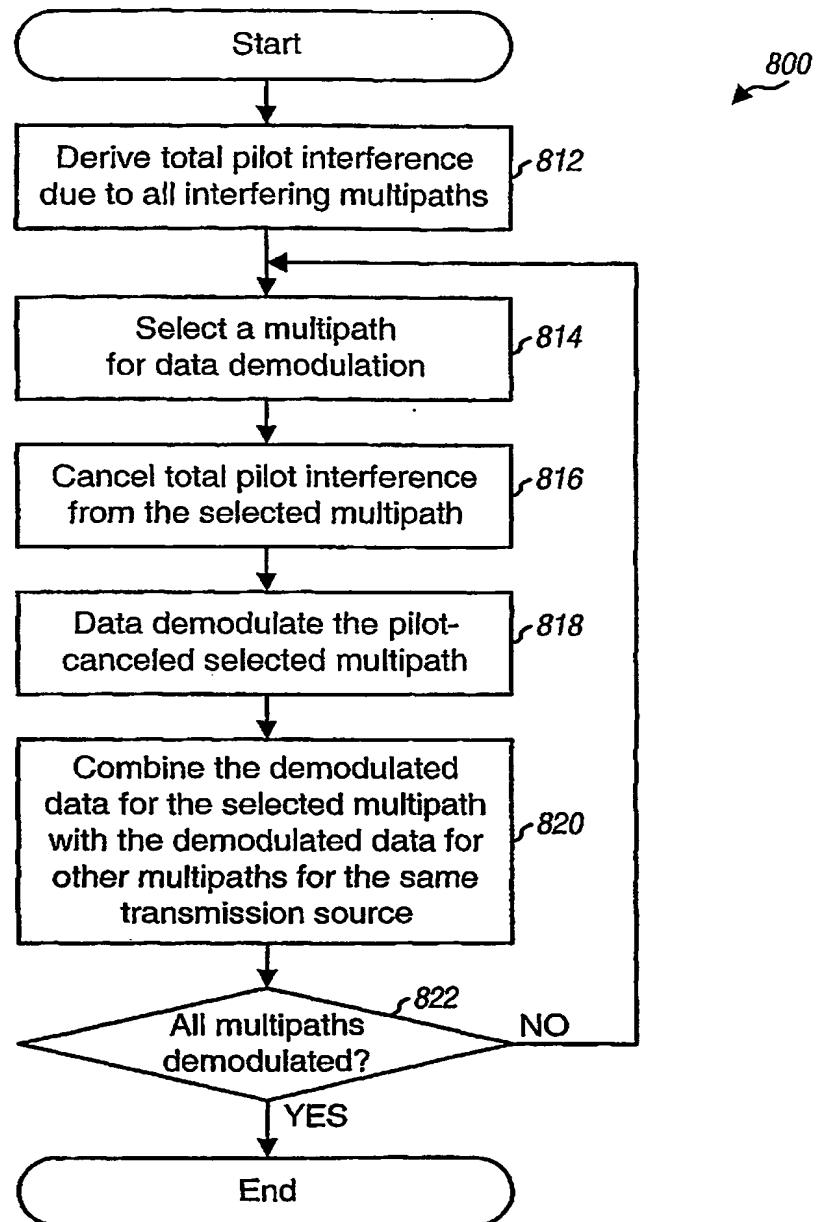 Start
800
Derive total pilot interference
due to all interfering multipaths
812
Select a multipath
for data demodulation
814
Cancel total pilot interference
from the selected multipath
816
Data demodulate the pilot-
canceled selected multipath
818
Combine the demodulated
data for the selected multipath
with the demodulated data for
other multipaths for the same
transmission source
820
822
All multipaths
demodulated?
NO
YES
End